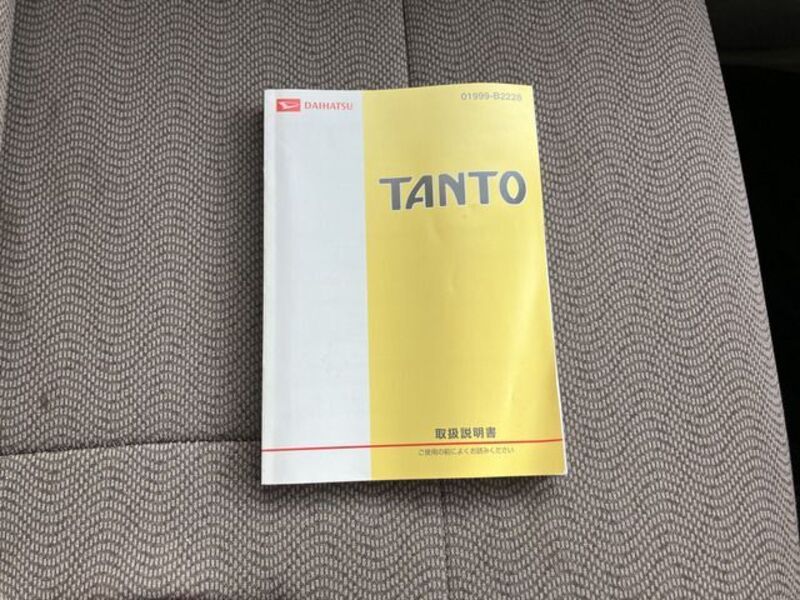 DAIHATSU
01999-B2228
TANTO
取扱説明書
ご使用の前によくお読みください